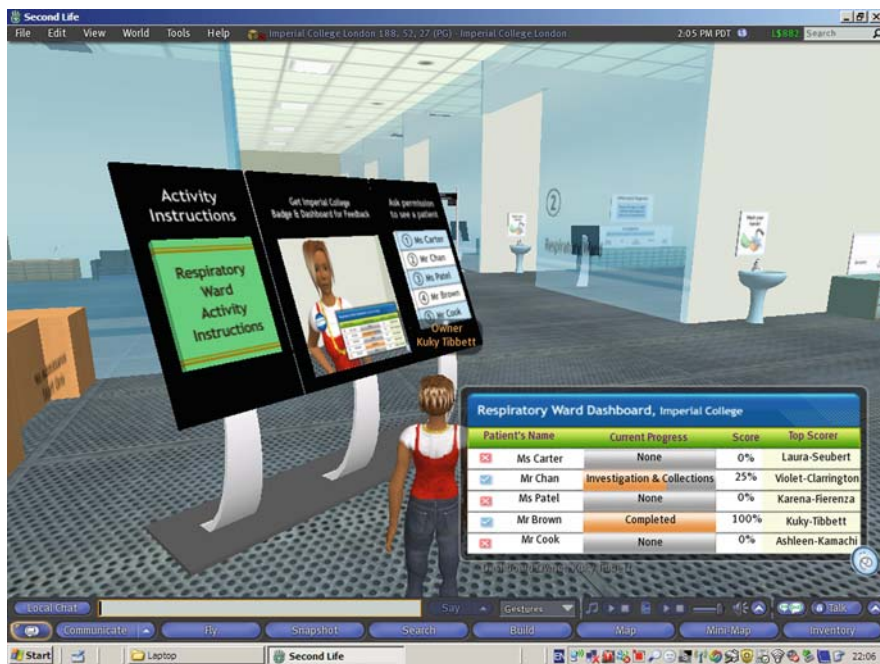 Second Life
File Edit View World Tools Help Imperial College London 188, 52, 27 (PG) - Imperial College London 2:05 PM PDT L$882 Search
Activity
Instructions
Respiratory
Ward
Activity
Instructions
Get Imperial College
Badge & Dashboard for Feedback
Ask permission
to see a patient
1 Ms Carter
2 Mr Chan
3 Ms Patel
4 Mr Brown
5 Mr Cook
Owner
Kuky Tibbett
2
Respiratory
Respiratory Ward Dashboard, Imperial College
Patient's Name Current Progress Score Top Scorer
Ms Carter None 0% Laura-Seubert
Mr Chan Investigation & Collections 25% Violet-Clarrington
Ms Patel None 0% Karena-Fierenza
Mr Brown Completed 100% Kuky-Tibbett
Mr Cook None 0% Ashleen-Kamachi
Local Chat Say Gestures Talk
Communicate Fly Snapshot Search Build Map Mini-Map Inventory
Start Laptop Second Life 22:06